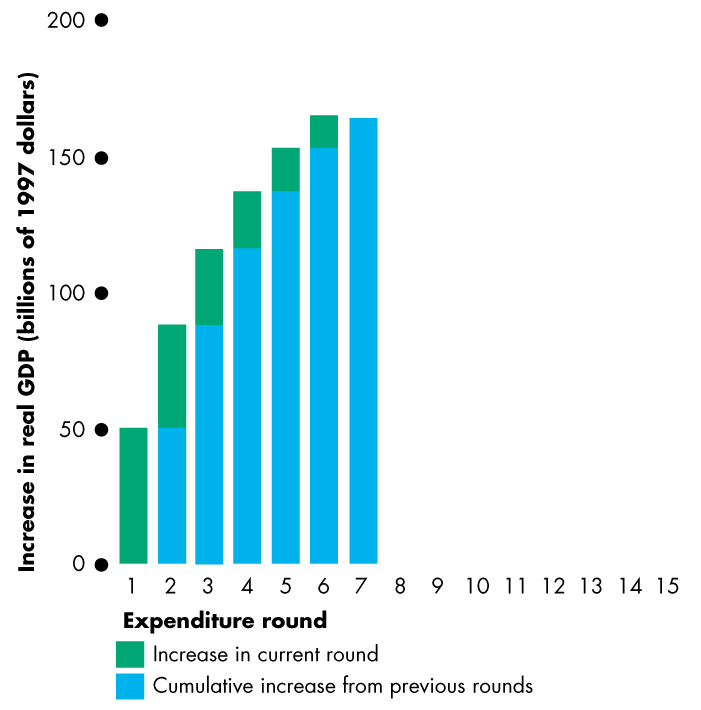 200
150
100
50
0
Increase in real GDP (billions of 1997 dollars)
1 2 3 4 5 6 7 8 9 10 11 12 13 14 15
Expenditure round
Increase in current round
Cumulative increase from previous rounds